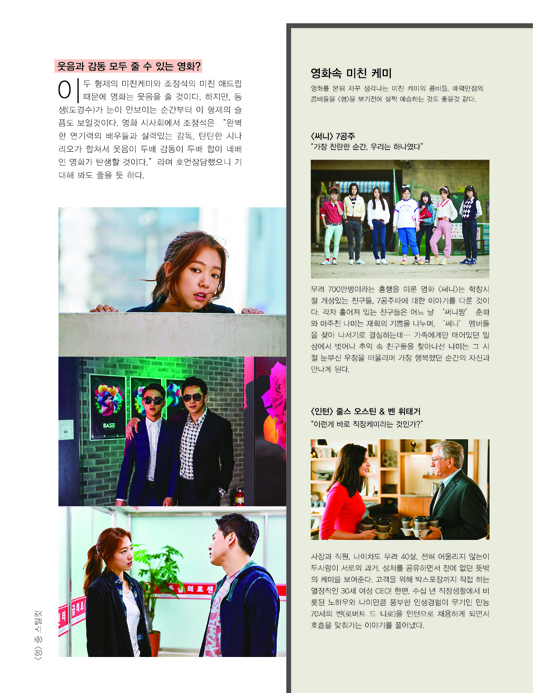 웃음과 감동 모두 줄 수 있는 영화?
이 두 형제의 미친케미와 조정석의 미친 애드립
때문에 영화는 웃음을 줄 것이다. 하지만, 동
생(도경수)가 눈이 안보이는 순간부터 이 형제의 슬
픔도 보일것이다. 영화 시사회에서 조정석은 “완벽
한 연기력의 배우들과 실력있는 감독, 탄탄한 시나
리오가 합쳐서 웃음이 두배 감동이 두배 합이 네배
인 영화가 탄생할 것이다.” 라며 호언장담했으니 기
대해 봐도 좋을 듯 하다.
BASE
<형> 중 스틸컷
영화속 미친 케미
영화를 본뒤 자꾸 생각나는 미친 케미의 콤비들. 매력만점의
콤비들을 <형>을 보기전에 살짝 예습하는 것도 좋을것 같다.
<써니> 7공주
“가장 찬란한 순간, 우리는 하나였다”
무려 700만명이라는 흥행을 이룬 영화 <써니>는 학창시
절 개성있는 친구들, 7공주파에 대한 이야기를 다룬 것이
다. 각자 흩어져 있는 친구들은 어느 날 ‘써니짱’ 춘화
와 마주친 나미는 재회의 기쁨을 나누며, ‘써니’ 멤버들
을 찾아 나서기로 결심하는데… 가족에게만 매어있던 일
상에서 벗어나 추억 속 친구들을 찾아나선 나미는 그 시
절 눈부신 우정을 떠올리며 가장 행복했던 순간의 자신과
만나게 된다.
<인턴> 줄스 오스틴 & 벤 휘태거
“이런게 바로 직장케미라는 것인가?”
사장과 직원, 나이차도 무려 40살, 전혀 어울리지 않는이
두사람이 서로의 과거, 상처를 공유하면서 전에 없던 뜻밖
의 케미를 보여준다. 고객을 위해 박스포장까지 직접 하는
열정적인 30세 여성 CEO! 한편, 수십 년 직장생활에서 비
롯된 노하우와 나이만큼 풍부한 인생경험이 무기인 만능
70세의 벤(로버트 드 니로)을 인턴으로 채용하게 되면서
호흡을 맞춰가는 이야기를 풀어냈다.